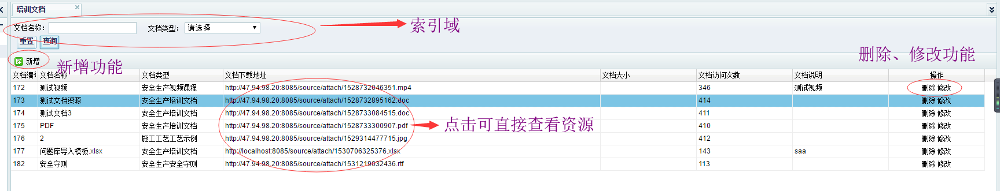 培训文档
文档名称： 文档类型： 请选择
索引域
重置 查询
新增 新增功能 删除、修改功能
文档编号 文档名称 文档类型 文档下载地址 文档大小 文档访问次数 文档说明 操作
172 测试视频 安全生产视频课程 http://47.94.98.20:8085/source/attach/1528732046351.mp4 346 测试视频 删除 修改
173 测试文档资源 安全生产培训文档 http://47.94.98.20:8085/source/attach/1528732895162.doc 414 删除 修改
174 测试文档3 安全生产培训文档 http://47.94.98.20:8085/source/attach/1528733084515.doc 411 删除 修改
175 PDF 安全生产培训文档 http://47.94.98.20:8085/source/attach/1528733300907.pdf 410 删除 修改
点击可直接查看资源
176 2 施工工艺工艺示例 http://47.94.98.20:8085/source/attach/1529314477715.jpg 412 删除 修改
177 问题库导入模板.xlsx 安全生产培训文档 http://localhost:8085/source/attach/1530706325376.xlsx 143 saa 删除 修改
182 安全守则 安全生产安全守则 http://47.94.98.20:8085/source/attach/1531219032436.rtf 113 删除 修改